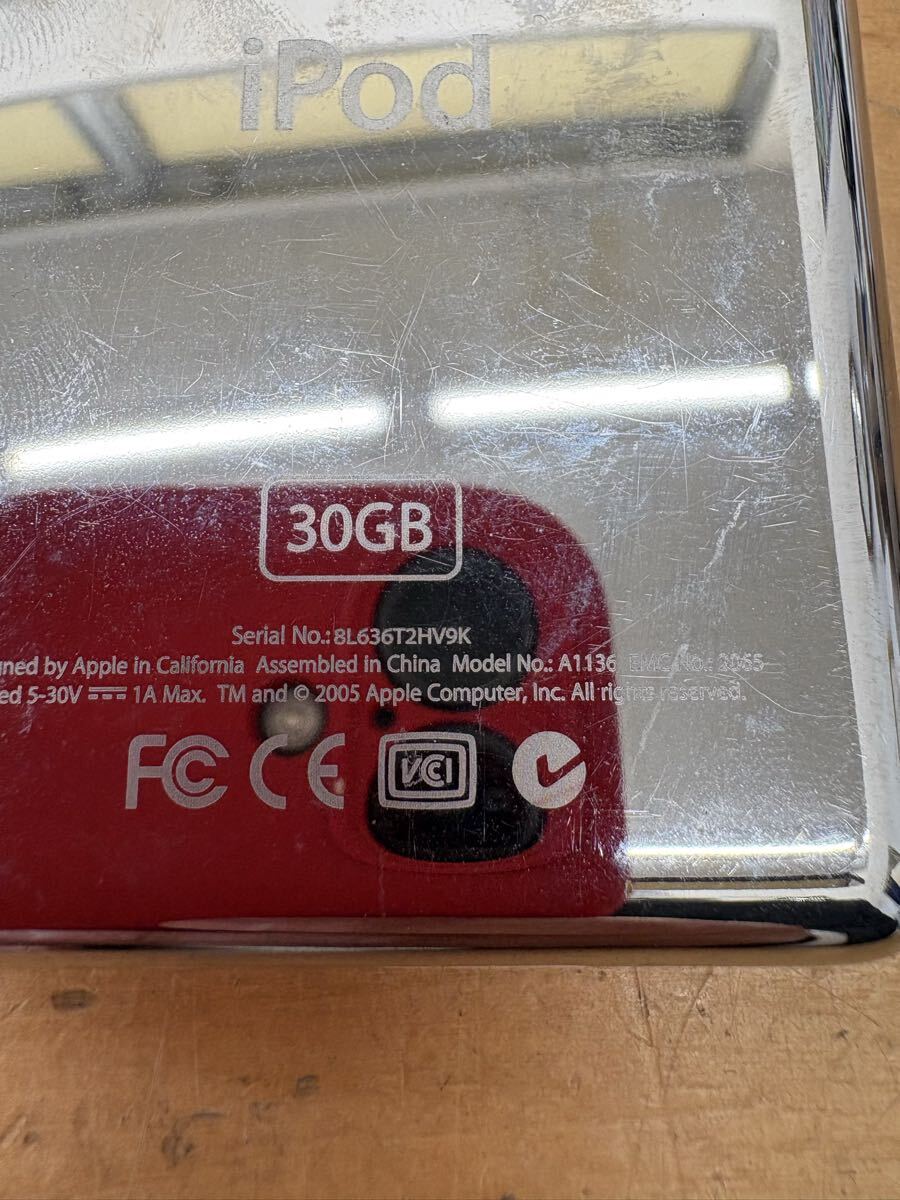 iPod
30GB
Serial No.: 8L636T2HV9K
gned by Apple in California Assembled in China Model No.: A1136 EMC No.: 2065
ed 5-30V 1A Max. TM and © 2005 Apple Computer, Inc. All rights reserved.
FC CE VCI